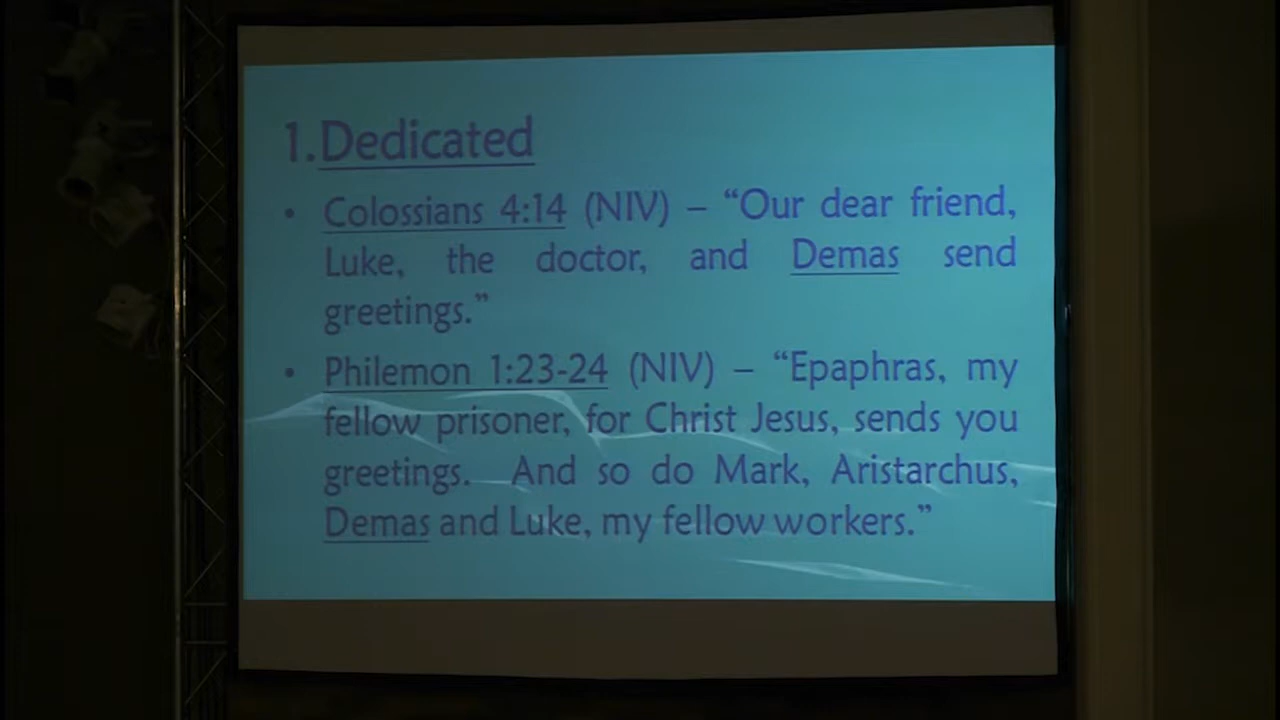 1.Dedicated
• Colossians 4:14 (NIV) – “Our dear friend,
Luke, the doctor, and Demas send
greetings.”
• Philemon 1:23-24 (NIV) – “Epaphras, my
fellow prisoner, for Christ Jesus, sends you
greetings. And so do Mark, Aristarchus,
Demas and Luke, my fellow workers.”